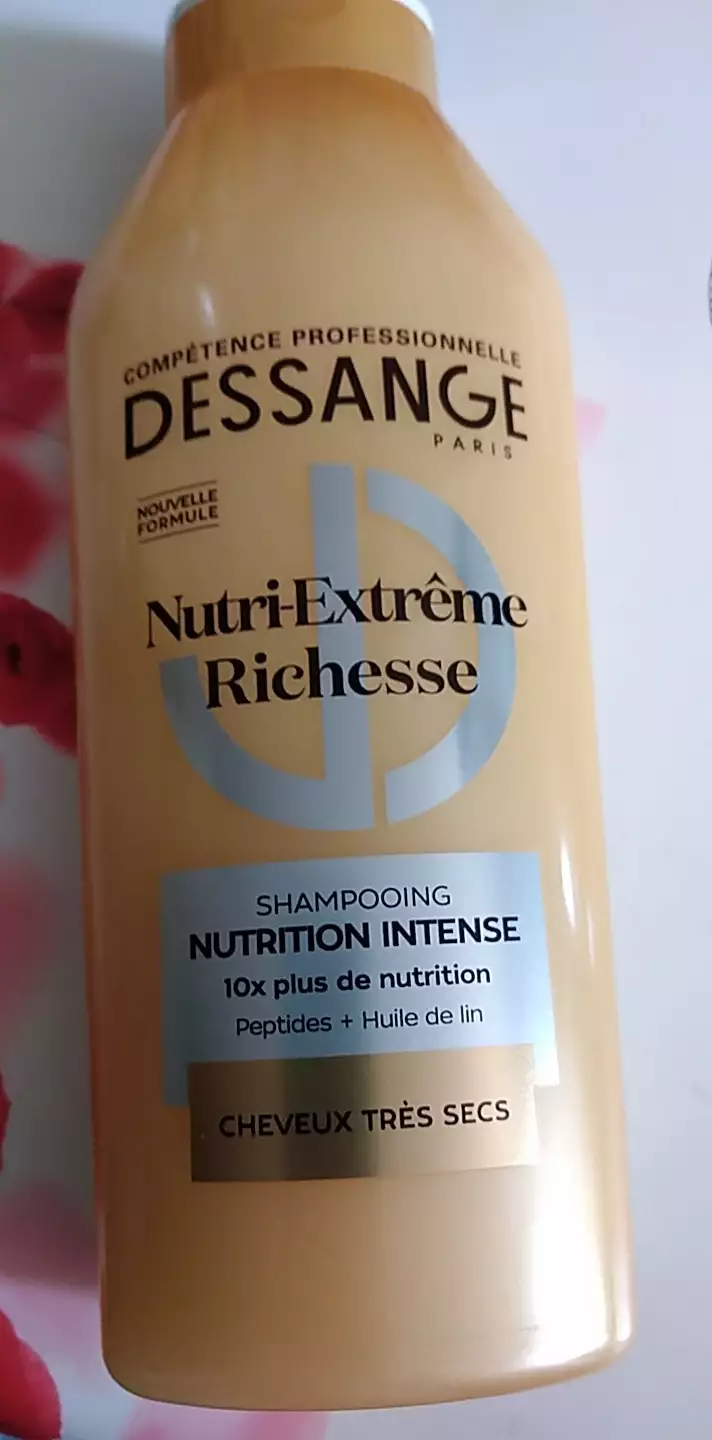 COMPÉTENCE PROFESSIONNELLE
DESSANGE
PARIS
NOUVELLE
FORMULE
Nutri-Extrême
Richesse
SHAMPOOING
NUTRITION INTENSE
10x plus de nutrition
Peptides + Huile de lin
CHEVEUX TRÈS SECS